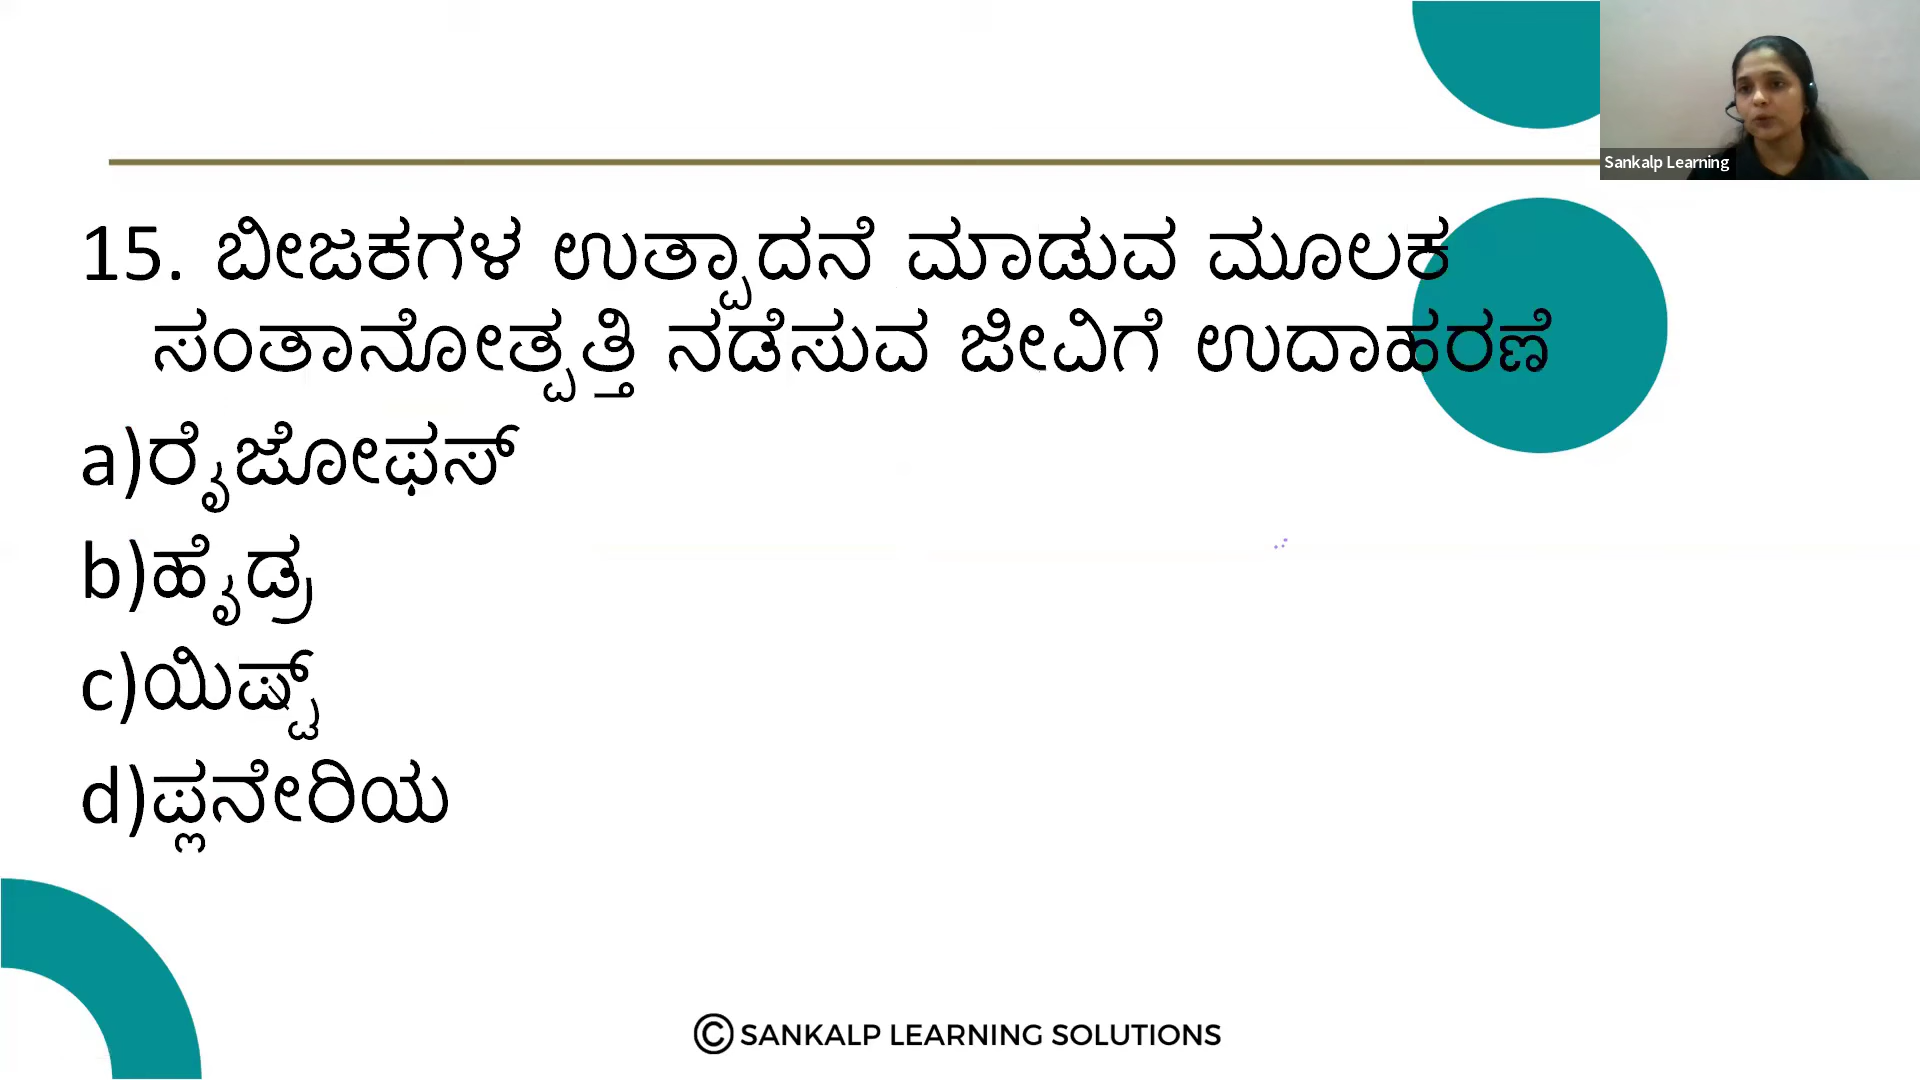 Sankalp Learning
15. ಬೀಜಕಗಳ ಉತ್ಪಾದನೆ ಮಾಡುವ ಮೂಲಕ
ಸಂತಾನೋತ್ಪತ್ತಿ ನಡೆಸುವ ಜೀವಿಗೆ ಉದಾಹರಣೆ
a)ರೈಜೋಫಸ್
b)ಹೈಡ್ರ
c)ಯಿಷ್ಟ್
d)ಪ್ಲನೇರಿಯ
© SANKALP LEARNING SOLUTIONS